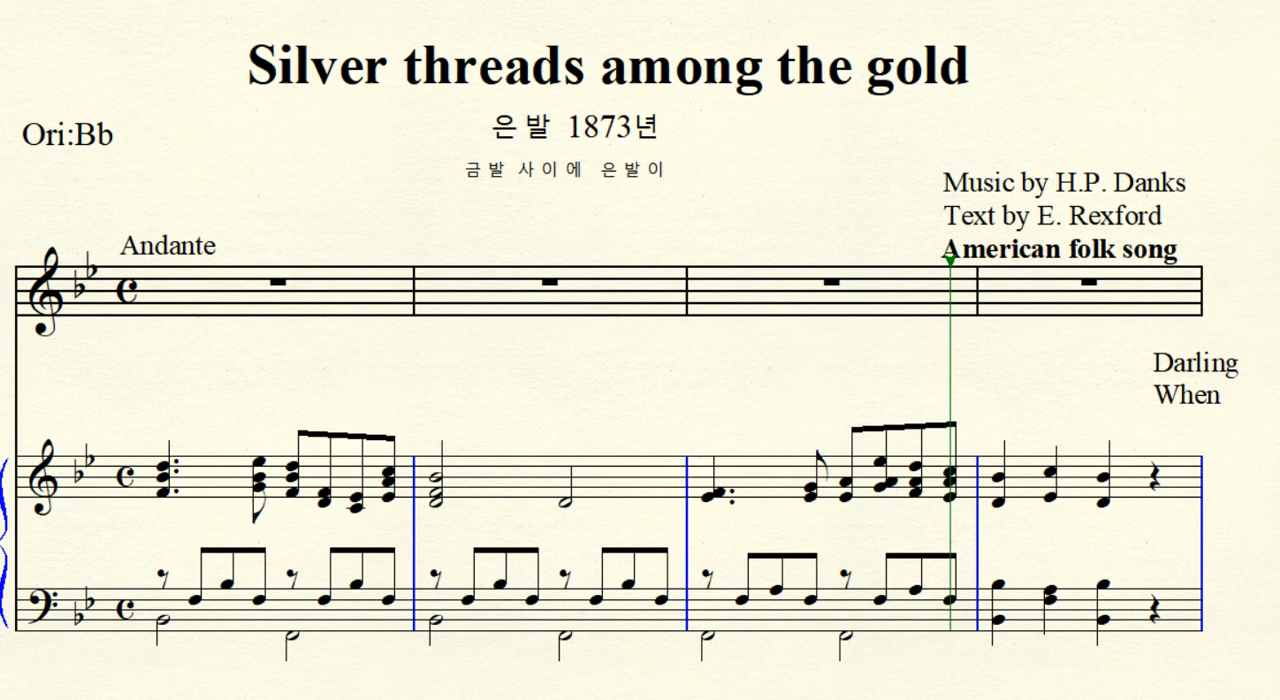 Silver threads among the gold
은 발 1873년
Ori:Bb
금 발 사 이 에 은 발 이
Music by H.P. Danks
Text by E. Rexford
American folk song
Andante
Darling
When